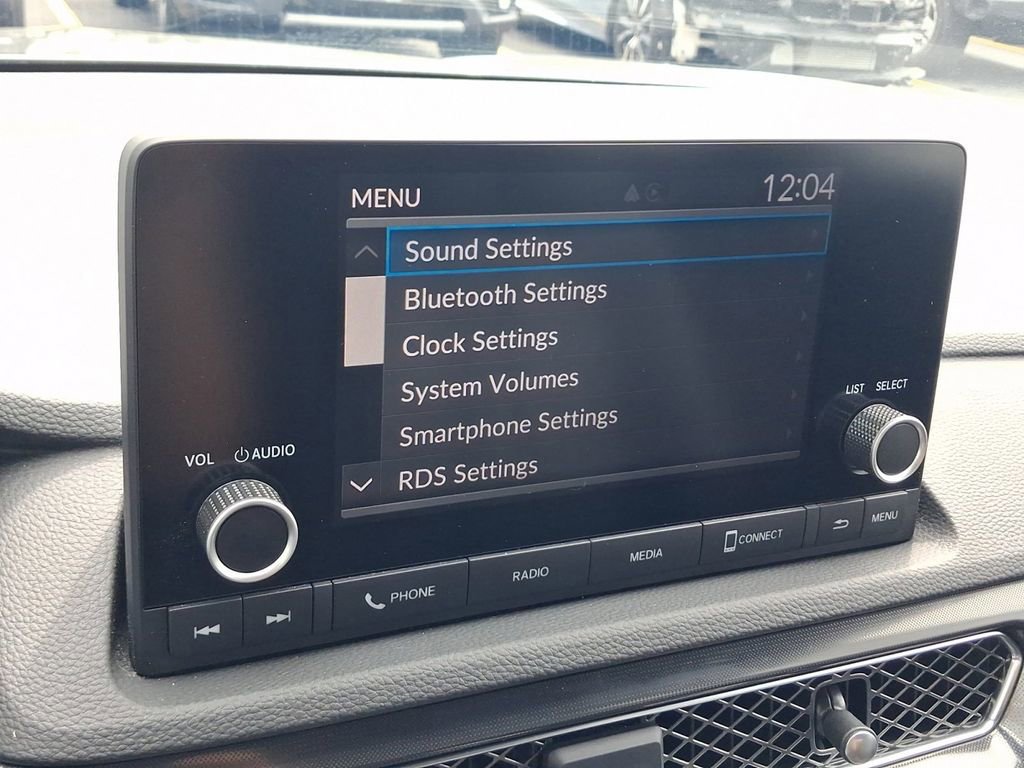 MENU 12:04
Sound Settings
Bluetooth Settings
Clock Settings
System Volumes
Smartphone Settings
RDS Settings
VOL AUDIO
LIST SELECT
PHONE RADIO MEDIA CONNECT MENU